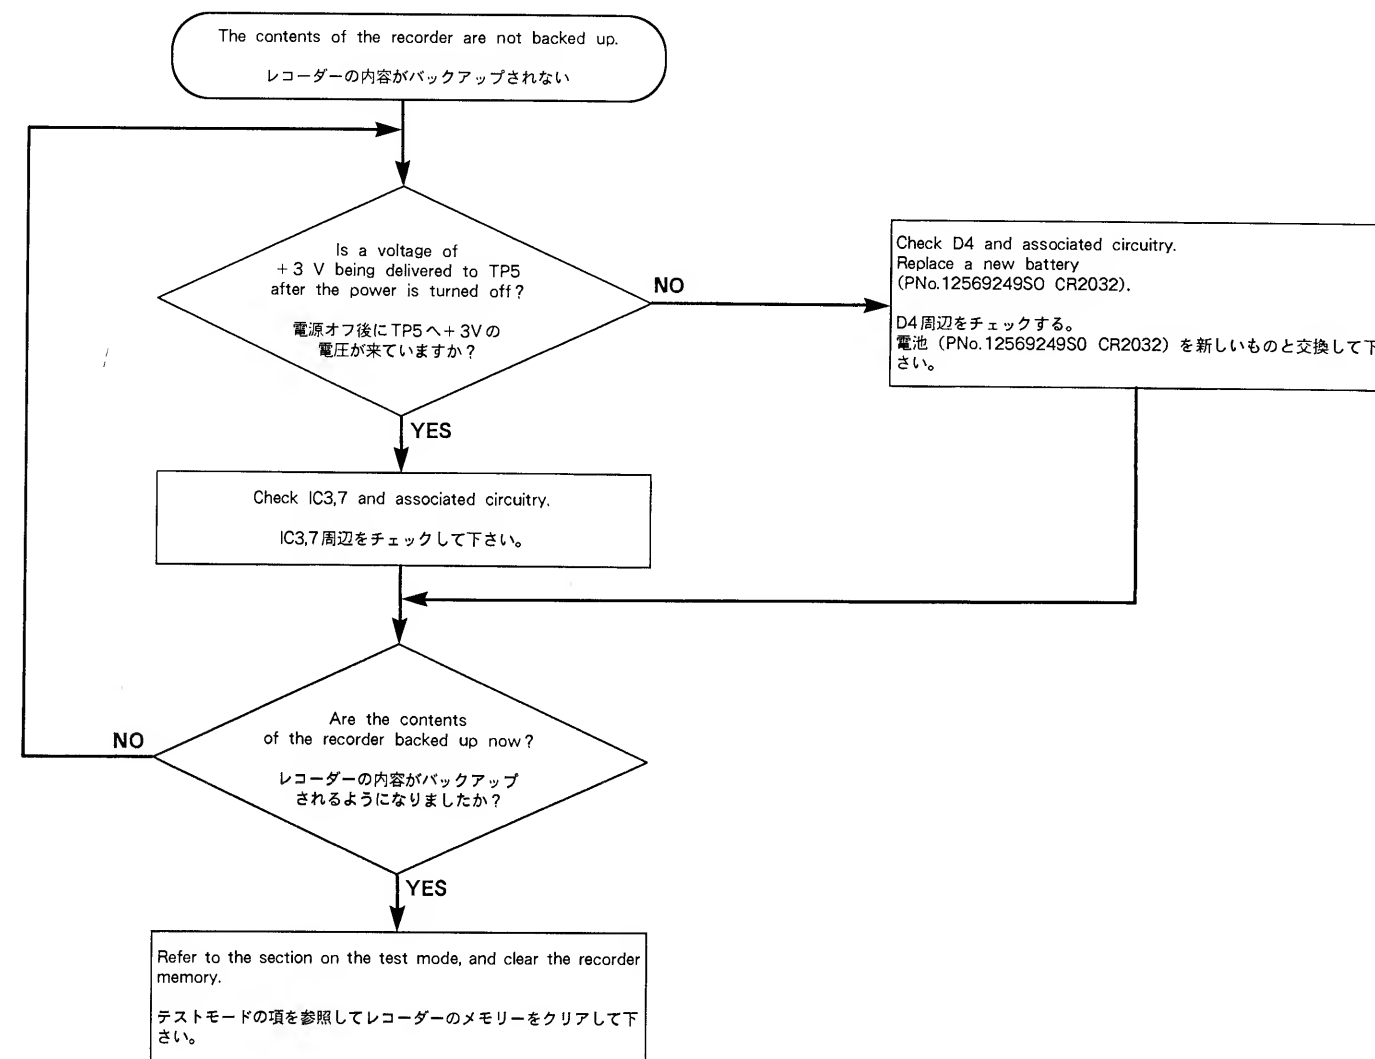 The contents of the recorder are not backed up.
レコーダーの内容がバックアップされない
Is a voltage of
+3 V being delivered to TP5
after the power is turned off?
電源オフ後にTP5へ+3Vの
電圧が来ていますか?
NO
Check D4 and associated circuitry.
Replace a new battery
(PNo.12569249S0 CR2032).
D4周辺をチェックする。
電池 (PNo.12569249S0 CR2032) を新しいものと交換して下
さい。
YES
Check IC3,7 and associated circuitry.
IC3,7周辺をチェックして下さい。
Are the contents
of the recorder backed up now?
レコーダーの内容がバックアップ
されるようになりましたか?
NO
YES
Refer to the section on the test mode, and clear the recorder
memory.
テストモードの項を参照してレコーダーのメモリーをクリアして下
さい。